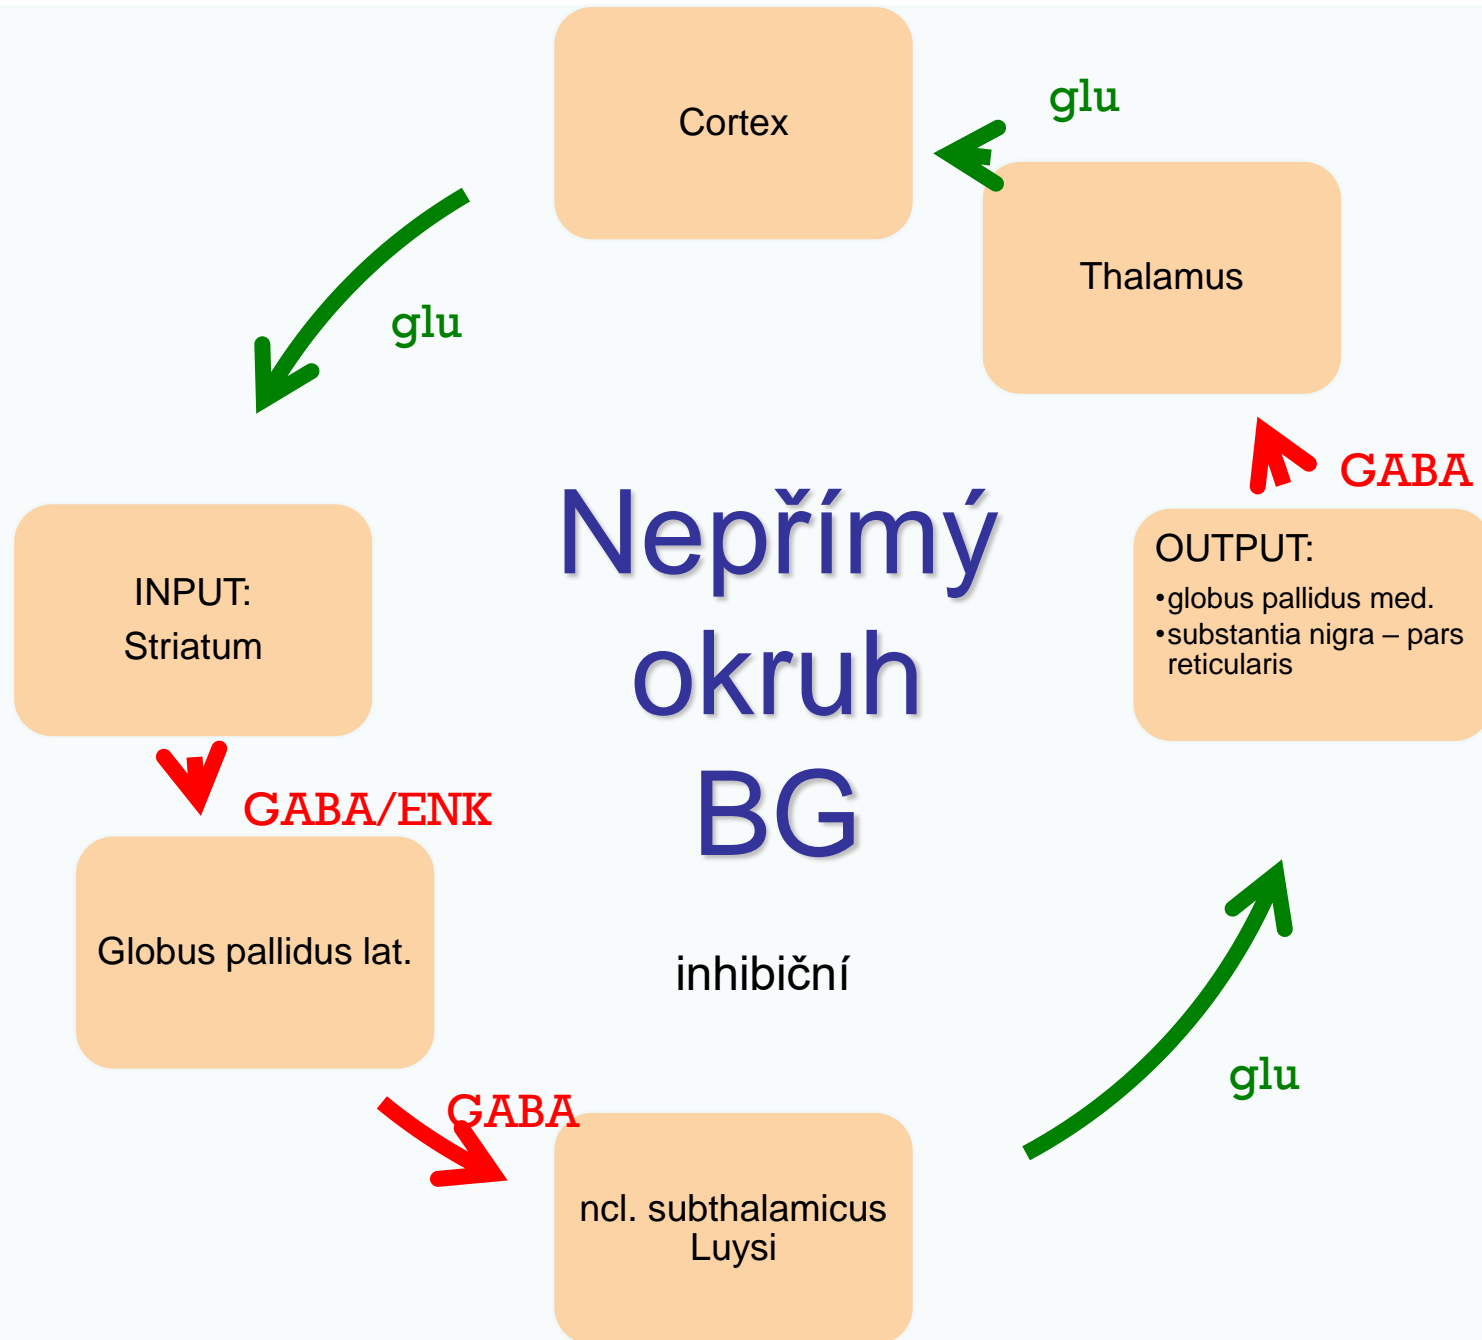 Cortex
glu
Thalamus
glu
GABA
Nepřímý
okruh
BG
inhibiční
INPUT:
Striatum
OUTPUT:
•globus pallidus med.
•substantia nigra – pars
reticularis
GABA/ENK
Globus pallidus lat.
GABA
glu
ncl. subthalamicus
Luysi